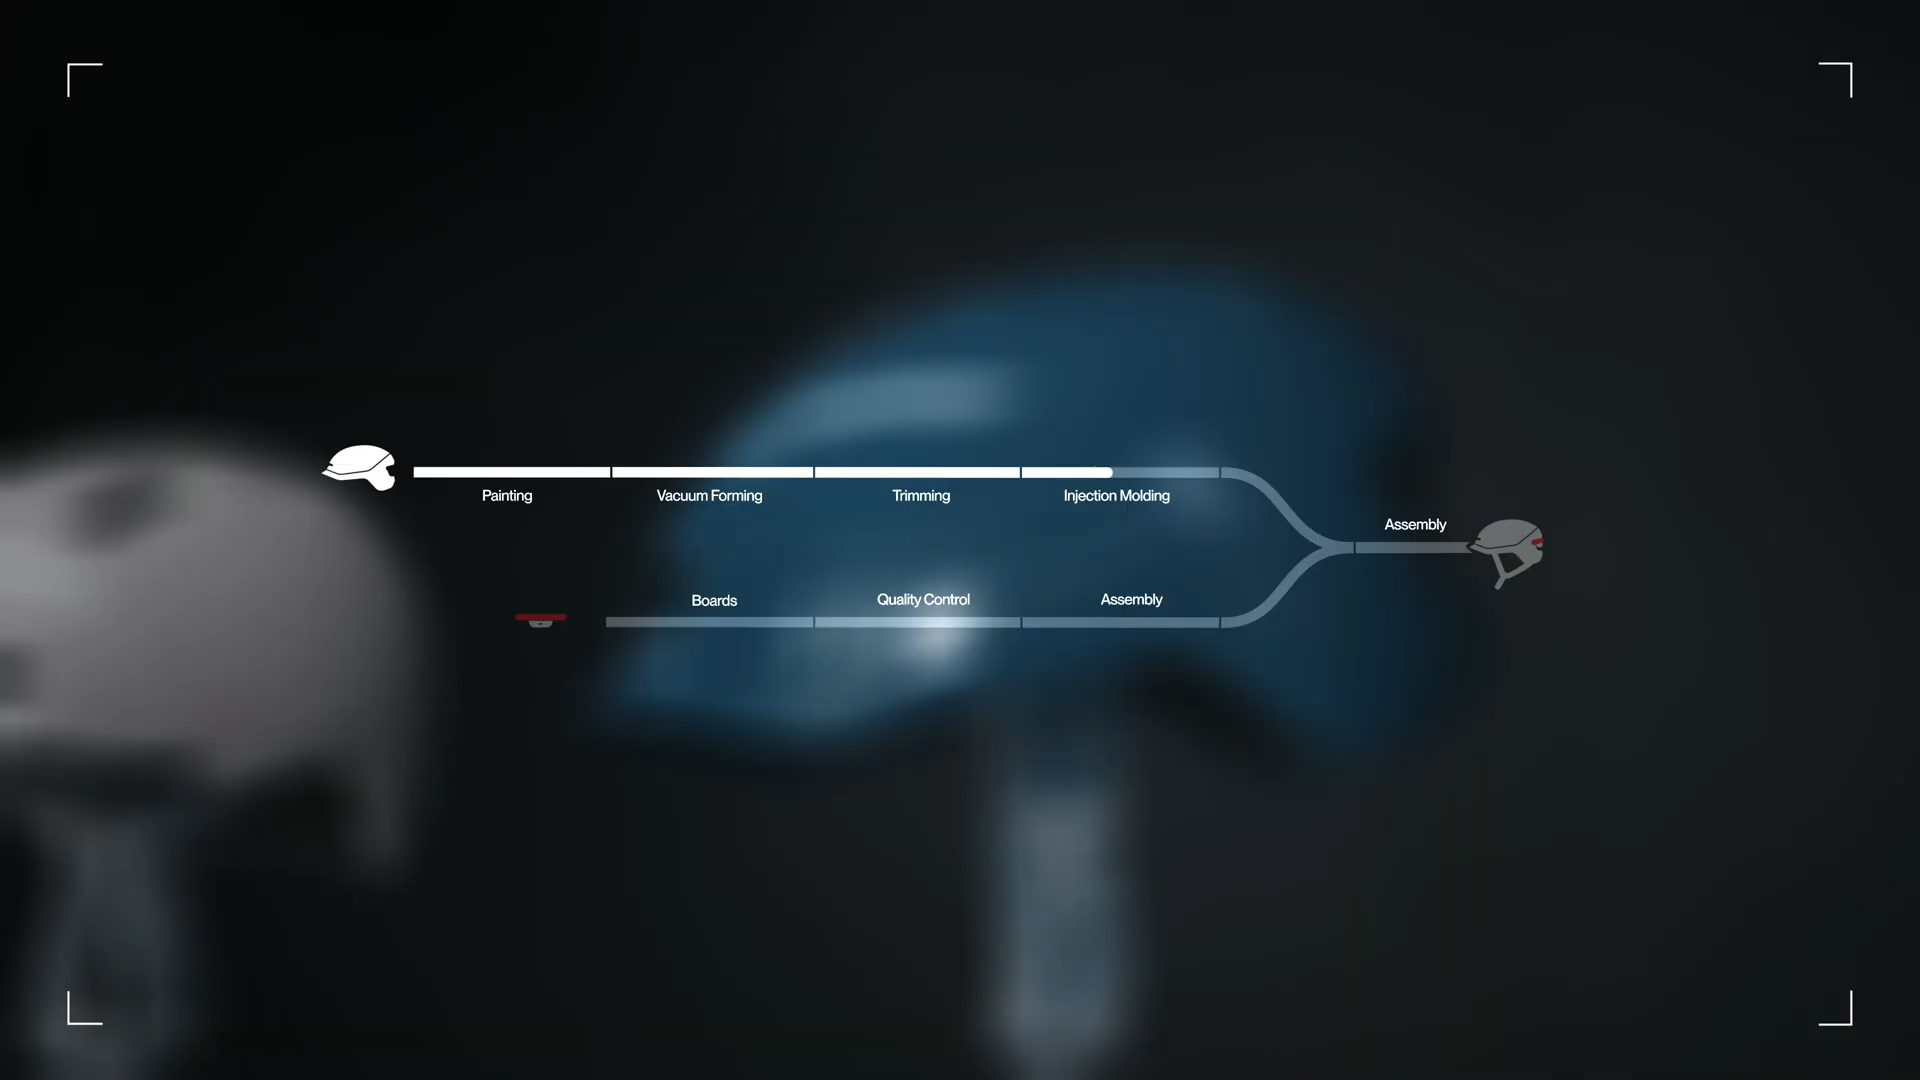 Painting
Vacuum Forming
Trimming
Injection Molding
Assembly
Boards
Quality Control
Assembly